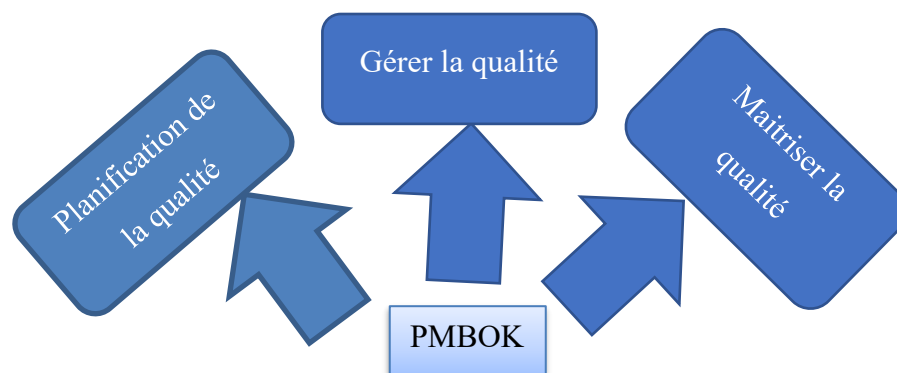 Planification de
la qualité
Gérer la qualité
Maitriser la
qualité
PMBOK